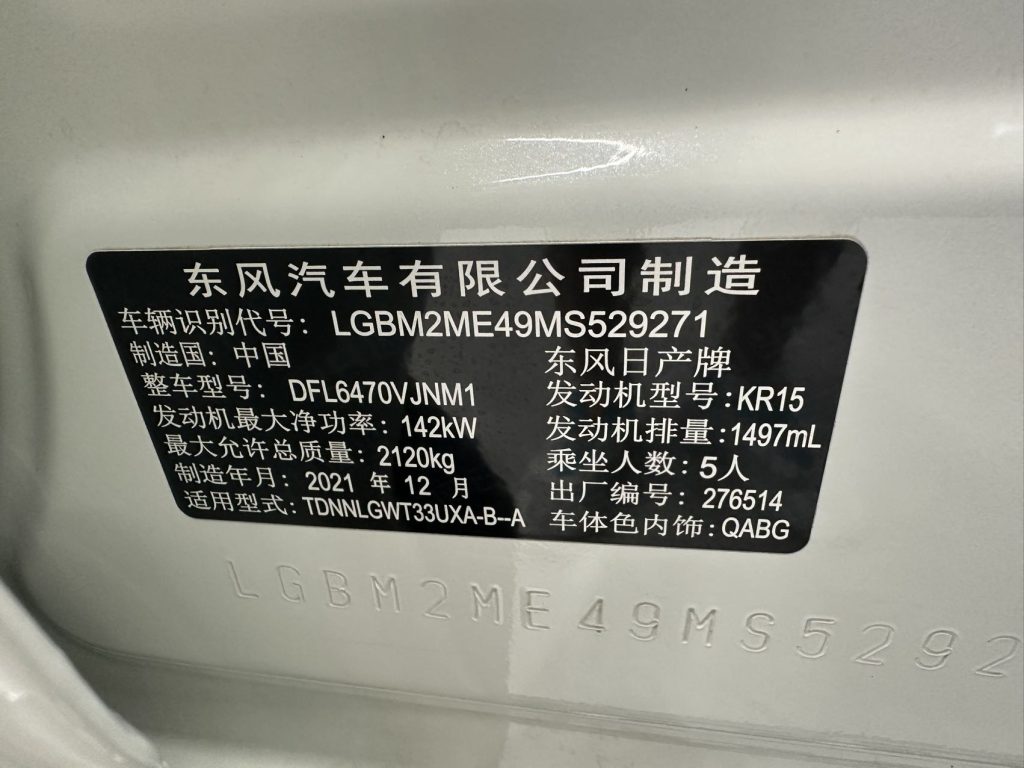 东风汽车有限公司制造
车辆识别代号: LGBM2ME49MS529271
制造国: 中国 东风日产牌
整车型号: DFL6470VJNM1 发动机型号:KR15
发动机最大净功率: 142kW 发动机排量:1497mL
最大允许总质量: 2120kg 乘坐人数: 5人
制造年月: 2021 年 12 月 出厂编号: 276514
适用型式: TDNNLGWT33UXA-B--A 车体色内饰:QABG
LGBM2ME49MS5292